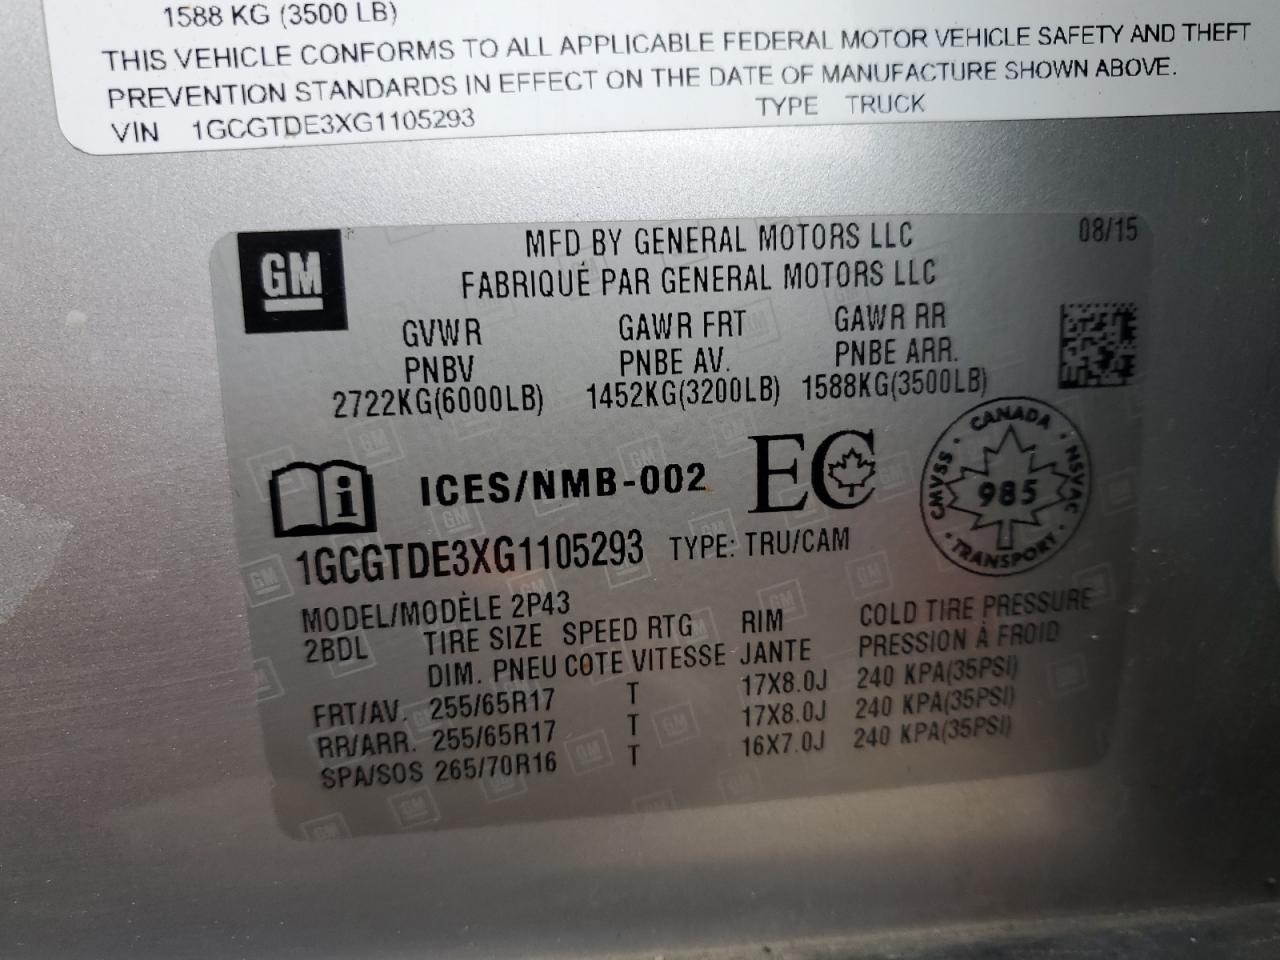 1588 KG (3500 LB)
THIS VEHICLE CONFORMS TO ALL APPLICABLE FEDERAL MOTOR VEHICLE SAFETY AND THEFT
PREVENTION STANDARDS IN EFFECT ON THE DATE OF MANUFACTURE SHOWN ABOVE.
VIN 1GCGTDE3XG1105293 TYPE TRUCK
GM MFD BY GENERAL MOTORS LLC 08/15
FABRIQUÉ PAR GENERAL MOTORS LLC
GVWR GAWR FRT GAWR RR
PNBV PNBE AV. PNBE ARR.
2722KG(6000LB) 1452KG(3200LB) 1588KG(3500LB)
i ICES/NMB-002 EC
CANADA CMVSS NSVAC 985 TRANSPORT
1GCGTDE3XG1105293 TYPE: TRU/CAM
MODEL/MODÈLE 2P43
2BDL TIRE SIZE SPEED RTG RIM COLD TIRE PRESSURE
DIM. PNEU COTE VITESSE JANTE PRESSION À FROID
FRT/AV. 255/65R17 T 17X8.0J 240 KPA(35PSI)
RR/ARR. 255/65R17 T 17X8.0J 240 KPA(35PSI)
SPA/SOS 265/70R16 T 16X7.0J 240 KPA(35PSI)